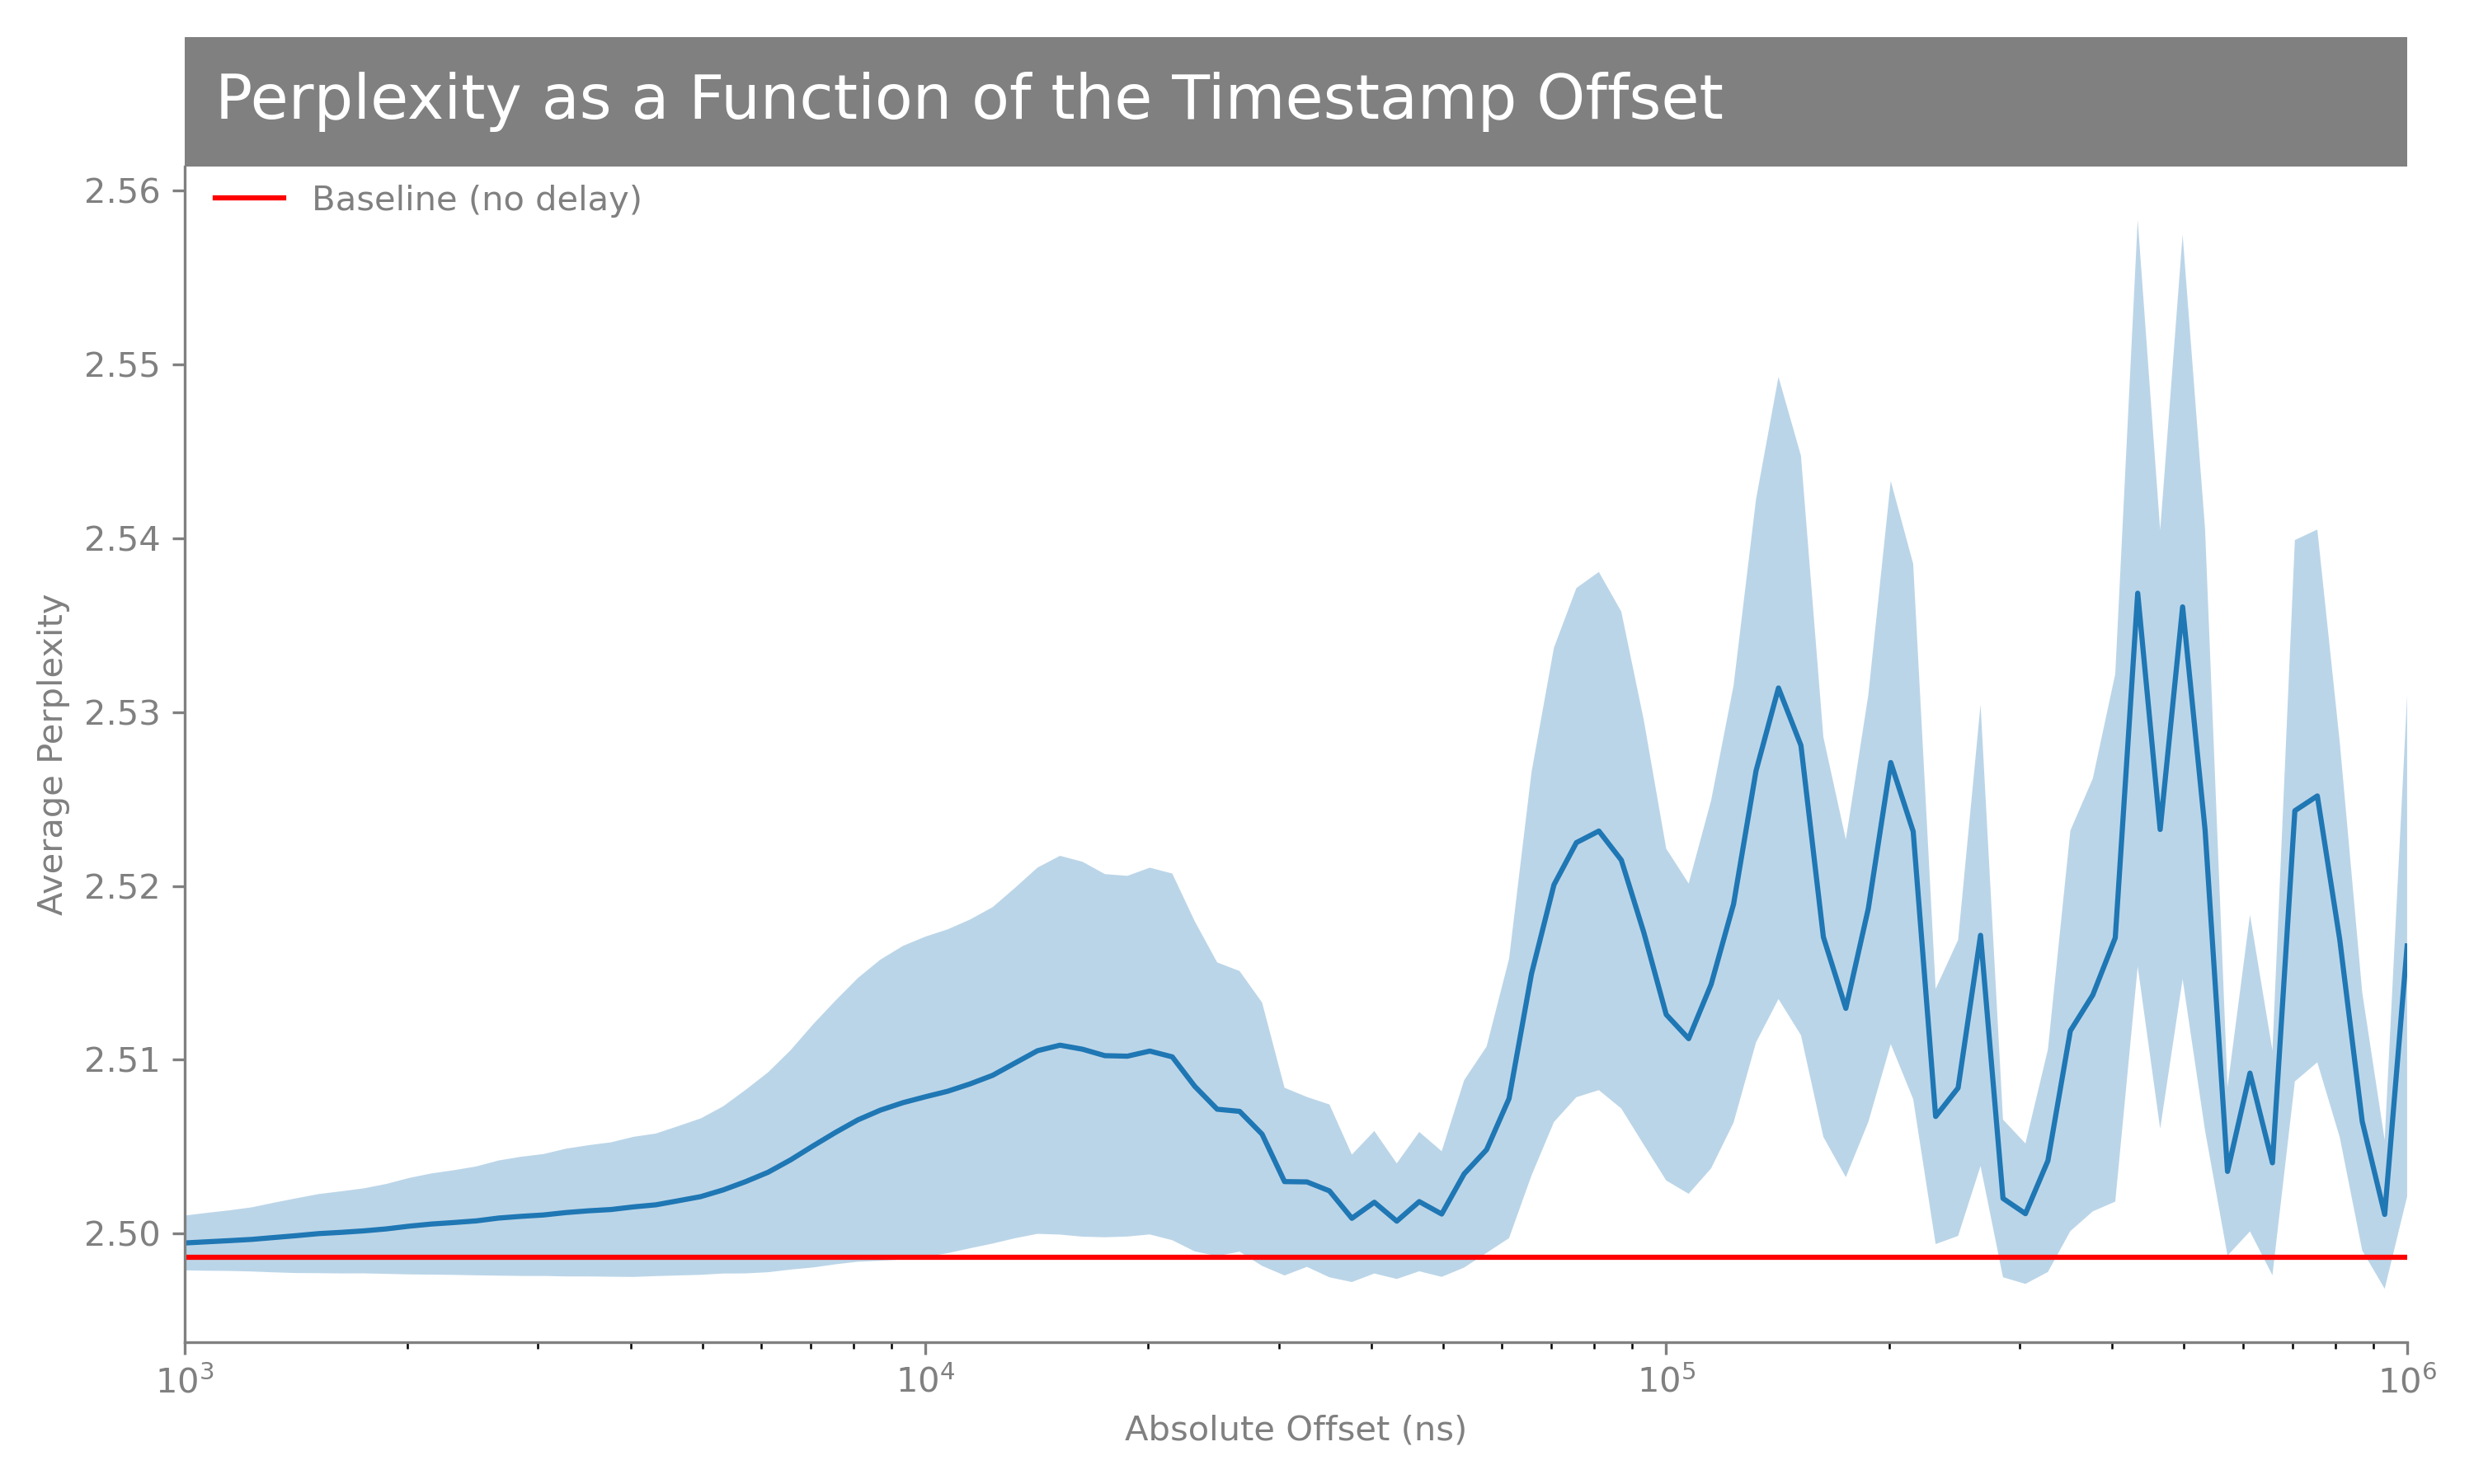 Perplexity as a Function of the Timestamp Offset
Baseline (no delay)
2.56
2.55
2.54
2.53
2.52
2.51
2.50
Average Perplexity
10³ 10⁴ 10⁵ 10⁶
Absolute Offset (ns)